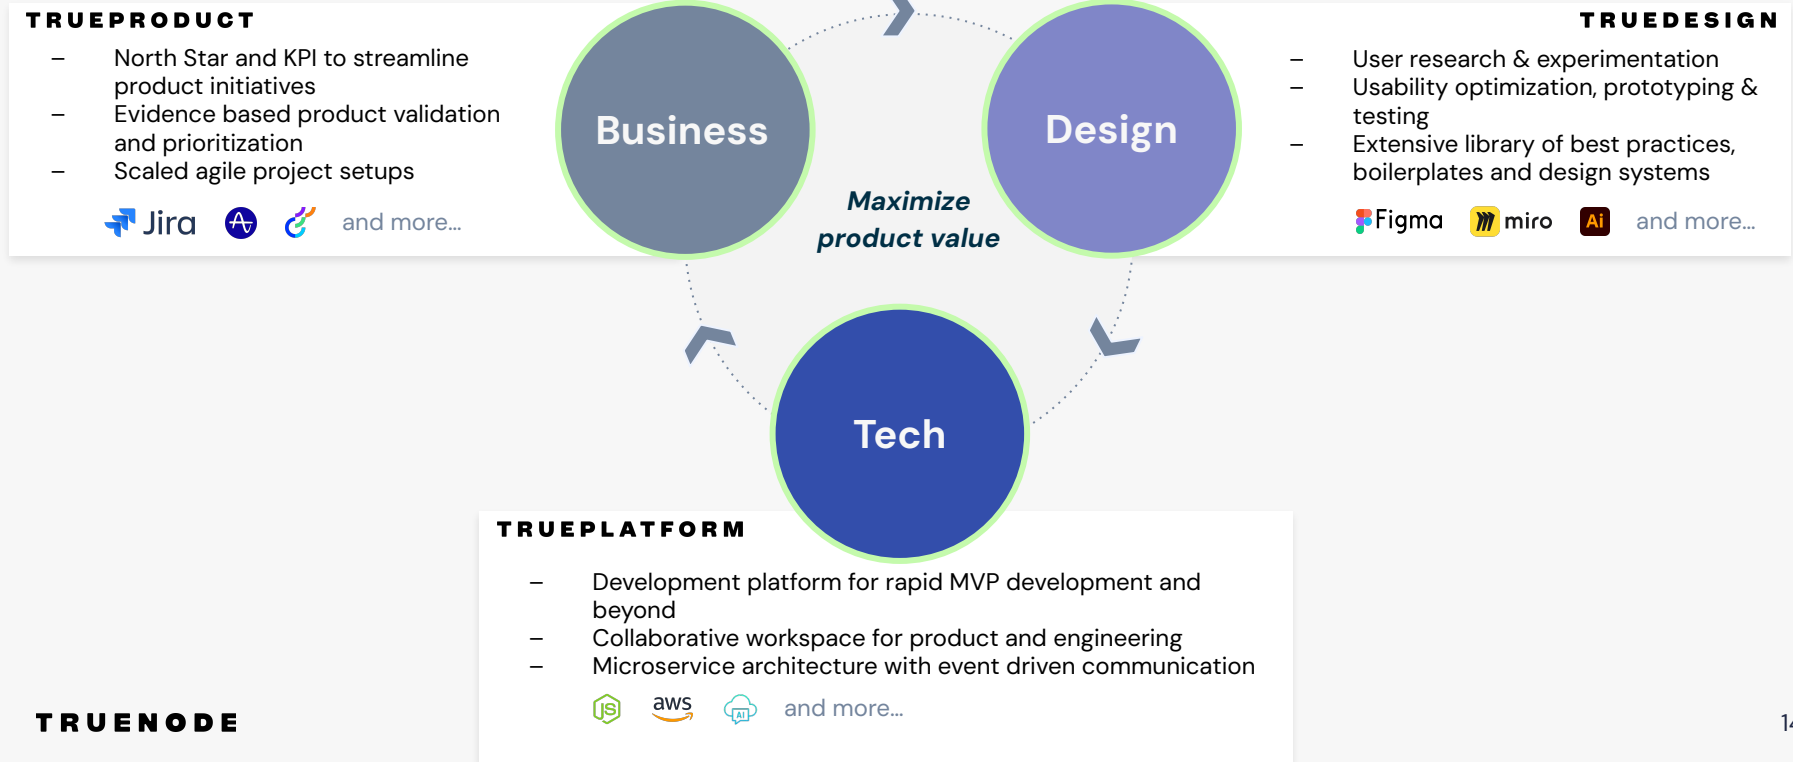 TRUEPRODUCT
– North Star and KPI to streamline
product initiatives
– Evidence based product validation
and prioritization
– Scaled agile project setups
Jira and more...
Business
Design
Maximize
product value
TRUEDESIGN
– User research & experimentation
– Usability optimization, prototyping &
testing
– Extensive library of best practices,
boilerplates and design systems
Figma miro Ai and more...
Tech
TRUEPLATFORM
– Development platform for rapid MVP development and
beyond
– Collaborative workspace for product and engineering
– Microservice architecture with event driven communication
JS aws AI and more...
TRUENODE